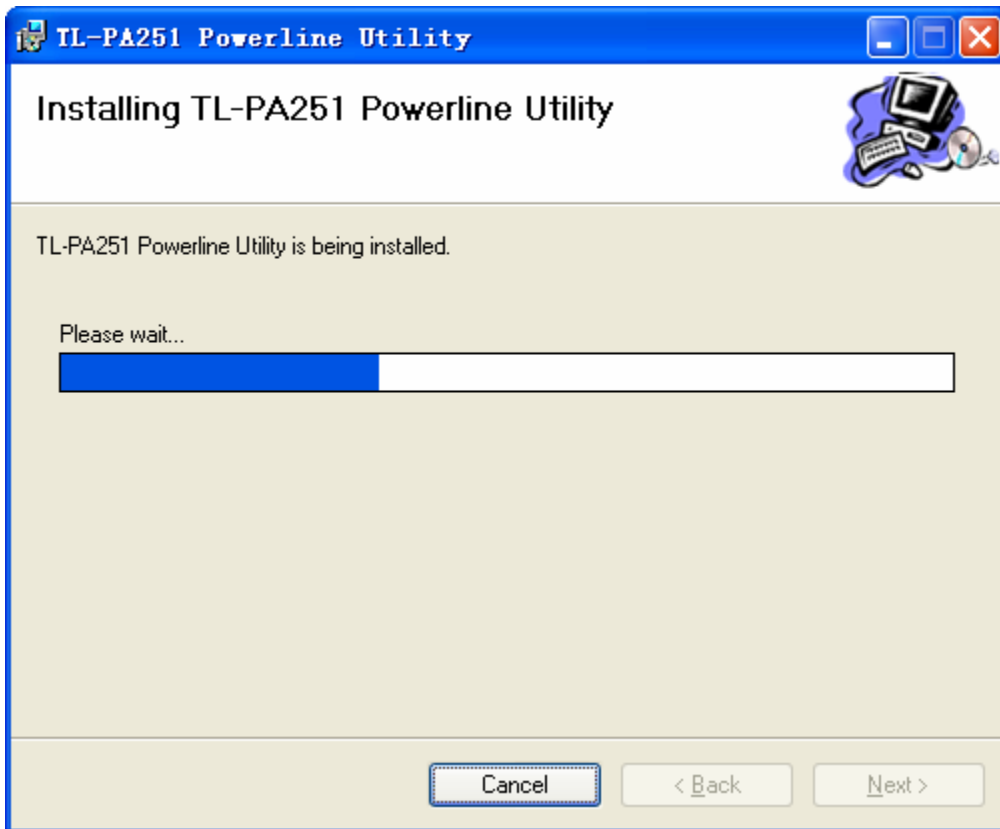 TL-PA251 Powerline Utility
Installing TL-PA251 Powerline Utility
TL-PA251 Powerline Utility is being installed.
Please wait...
Cancel
< Back
Next >